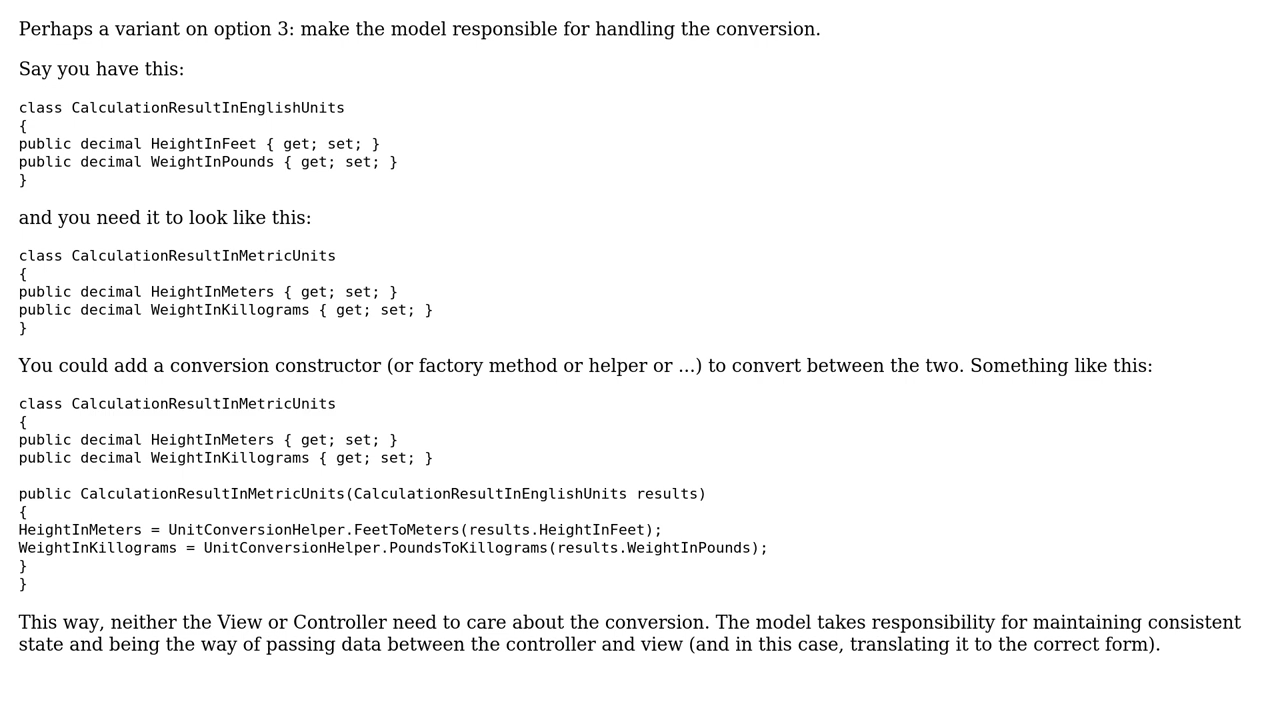 Perhaps a variant on option 3: make the model responsible for handling the conversion.
Say you have this:
class CalculationResultInEnglishUnits
{
public decimal HeightInFeet { get; set; }
public decimal WeightInPounds { get; set; }
}
and you need it to look like this:
class CalculationResultInMetricUnits
{
public decimal HeightInMeters { get; set; }
public decimal WeightInKillograms { get; set; }
}
You could add a conversion constructor (or factory method or helper or ...) to convert between the two. Something like this:
class CalculationResultInMetricUnits
{
public decimal HeightInMeters { get; set; }
public decimal WeightInKillograms { get; set; }
public CalculationResultInMetricUnits(CalculationResultInEnglishUnits results)
{
HeightInMeters = UnitConversionHelper.FeetToMeters(results.HeightInFeet);
WeightInKillograms = UnitConversionHelper.PoundsToKillograms(results.WeightInPounds);
}
}
This way, neither the View or Controller need to care about the conversion. The model takes responsibility for maintaining consistent
state and being the way of passing data between the controller and view (and in this case, translating it to the correct form).